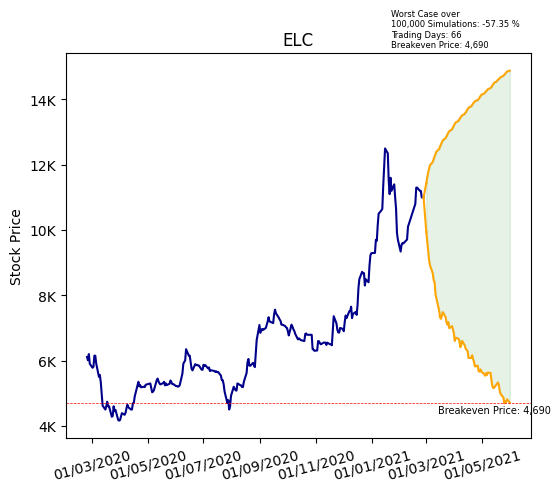 Worst Case over
100,000 Simulations: -57.35 %
Trading Days: 66
Breakeven Price: 4,690
ELC
Stock Price
14K
12K
10K
8K
6K
4K
Breakeven Price: 4,690
01/03/2020 01/05/2020 01/07/2020 01/09/2020 01/11/2020 01/01/2021 01/03/2021 01/05/2021